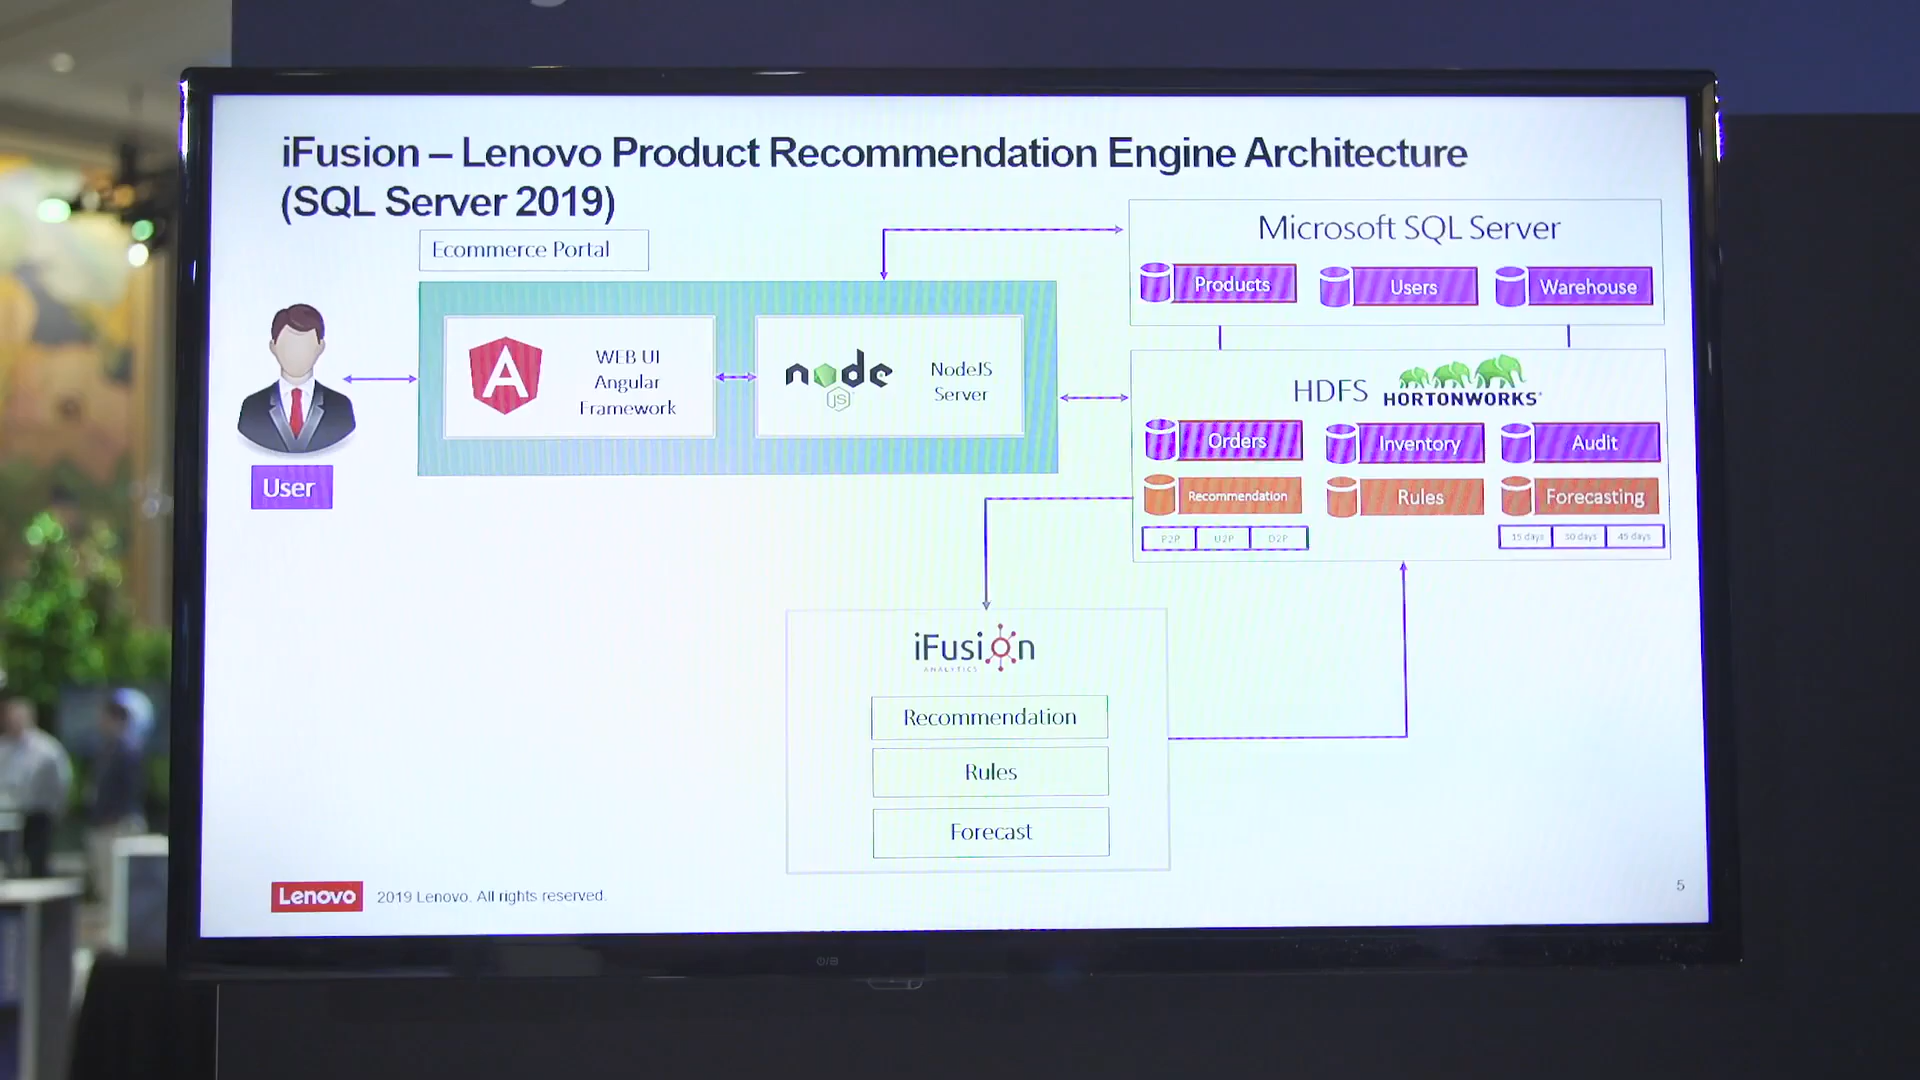 iFusion – Lenovo Product Recommendation Engine Architecture
(SQL Server 2019)
Ecommerce Portal
WEB UI
Angular
Framework
node
JS
NodeJS
Server
User
Microsoft SQL Server
Products
Users
Warehouse
HDFS
HORTONWORKS
Orders
Inventory
Audit
Recommendation
Rules
Forecasting
P2P
U2P
D2P
15 days
30 days
45 days
iFusion
ANALYTICS
Recommendation
Rules
Forecast
Lenovo
2019 Lenovo. All rights reserved.
5